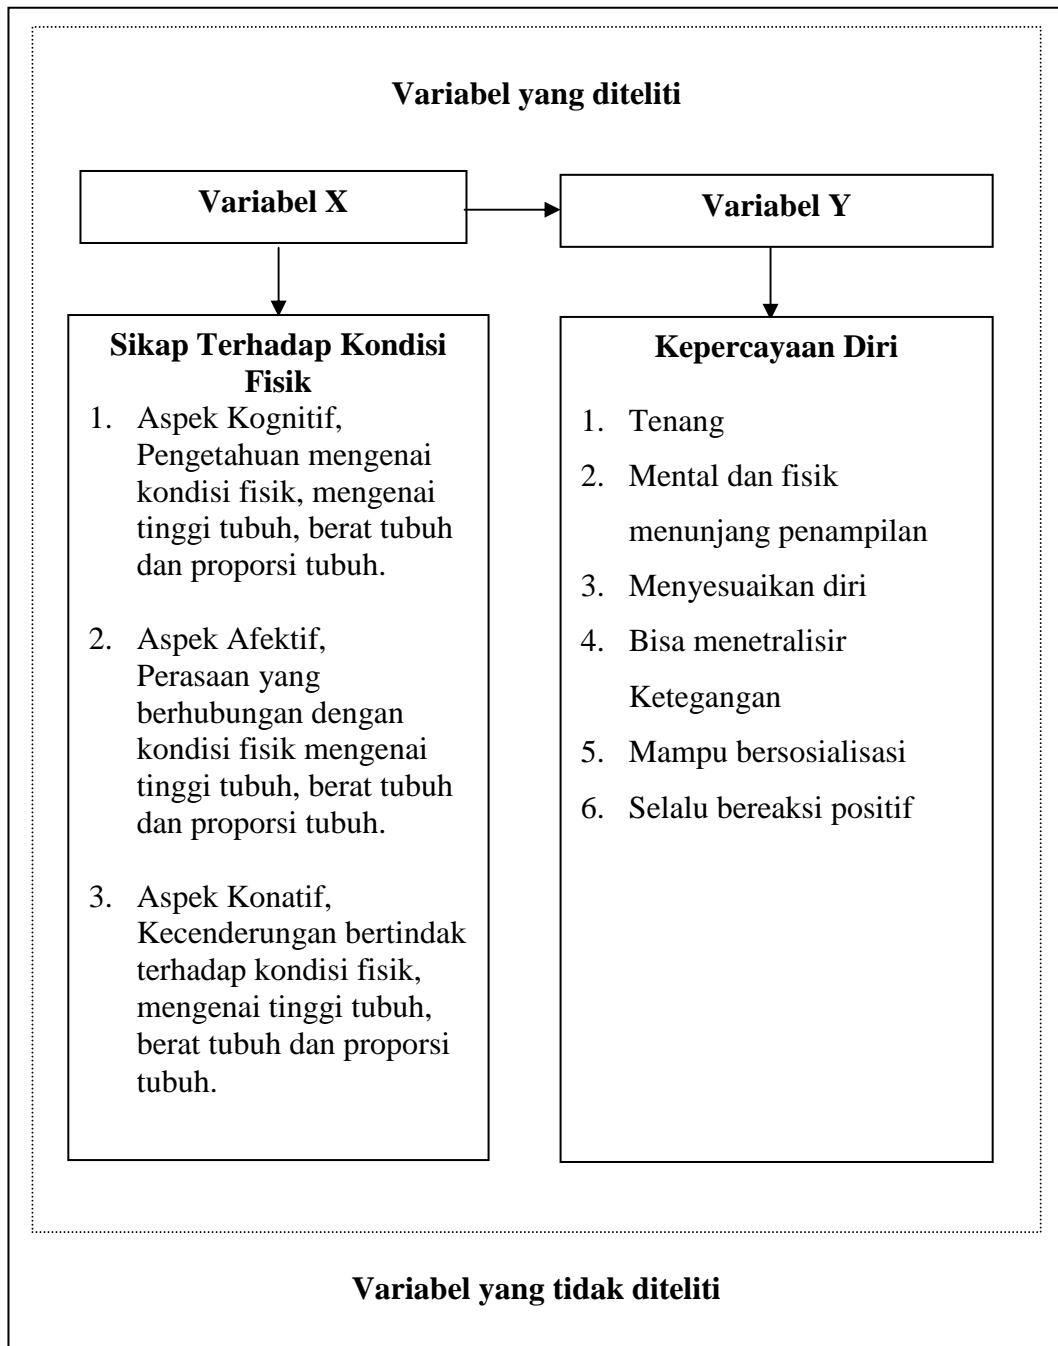 Variabel yang diteliti
Variabel X
Variabel Y
Sikap Terhadap Kondisi
Fisik
1. Aspek Kognitif,
Pengetahuan mengenai
kondisi fisik, mengenai
tinggi tubuh, berat tubuh
dan proporsi tubuh.
2. Aspek Afektif,
Perasaan yang
berhubungan dengan
kondisi fisik mengenai
tinggi tubuh, berat tubuh
dan proporsi tubuh.
3. Aspek Konatif,
Kecenderungan bertindak
terhadap kondisi fisik,
mengenai tinggi tubuh,
berat tubuh dan proporsi
tubuh.
Kepercayaan Diri
1. Tenang
2. Mental dan fisik
menunjang penampilan
3. Menyesuaikan diri
4. Bisa menetralisir
Ketegangan
5. Mampu bersosialisasi
6. Selalu bereaksi positif
Variabel yang tidak diteliti